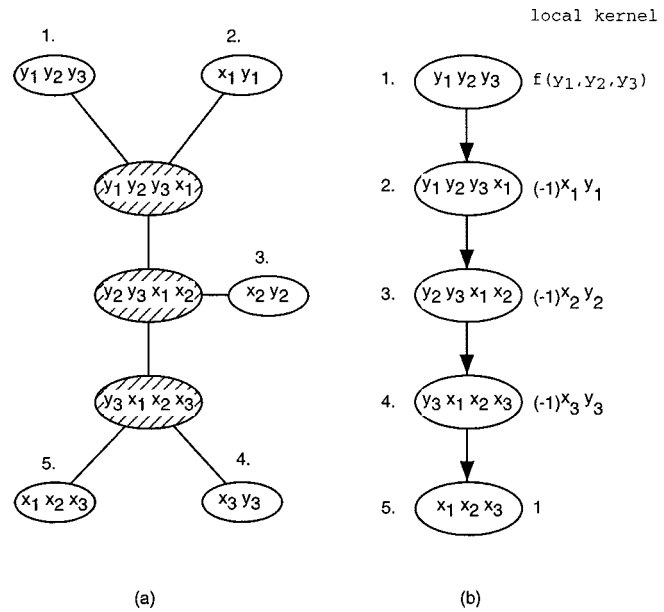 local kernel
1.
y₁ y₂ y₃
2.
x₁ y₁
y₁ y₂ y₃ x₁
3.
y₂ y₃ x₁ x₂
x₂ y₂
y₃ x₁ x₂ x₃
5.
x₁ x₂ x₃
4.
x₃ y₃
(a)
1. y₁ y₂ y₃ f(y₁,y₂,y₃)
2. y₁ y₂ y₃ x₁ (-1)^x₁ y₁
3. y₂ y₃ x₁ x₂ (-1)^x₂ y₂
4. y₃ x₁ x₂ x₃ (-1)^x₃ y₃
5. x₁ x₂ x₃ 1
(b)